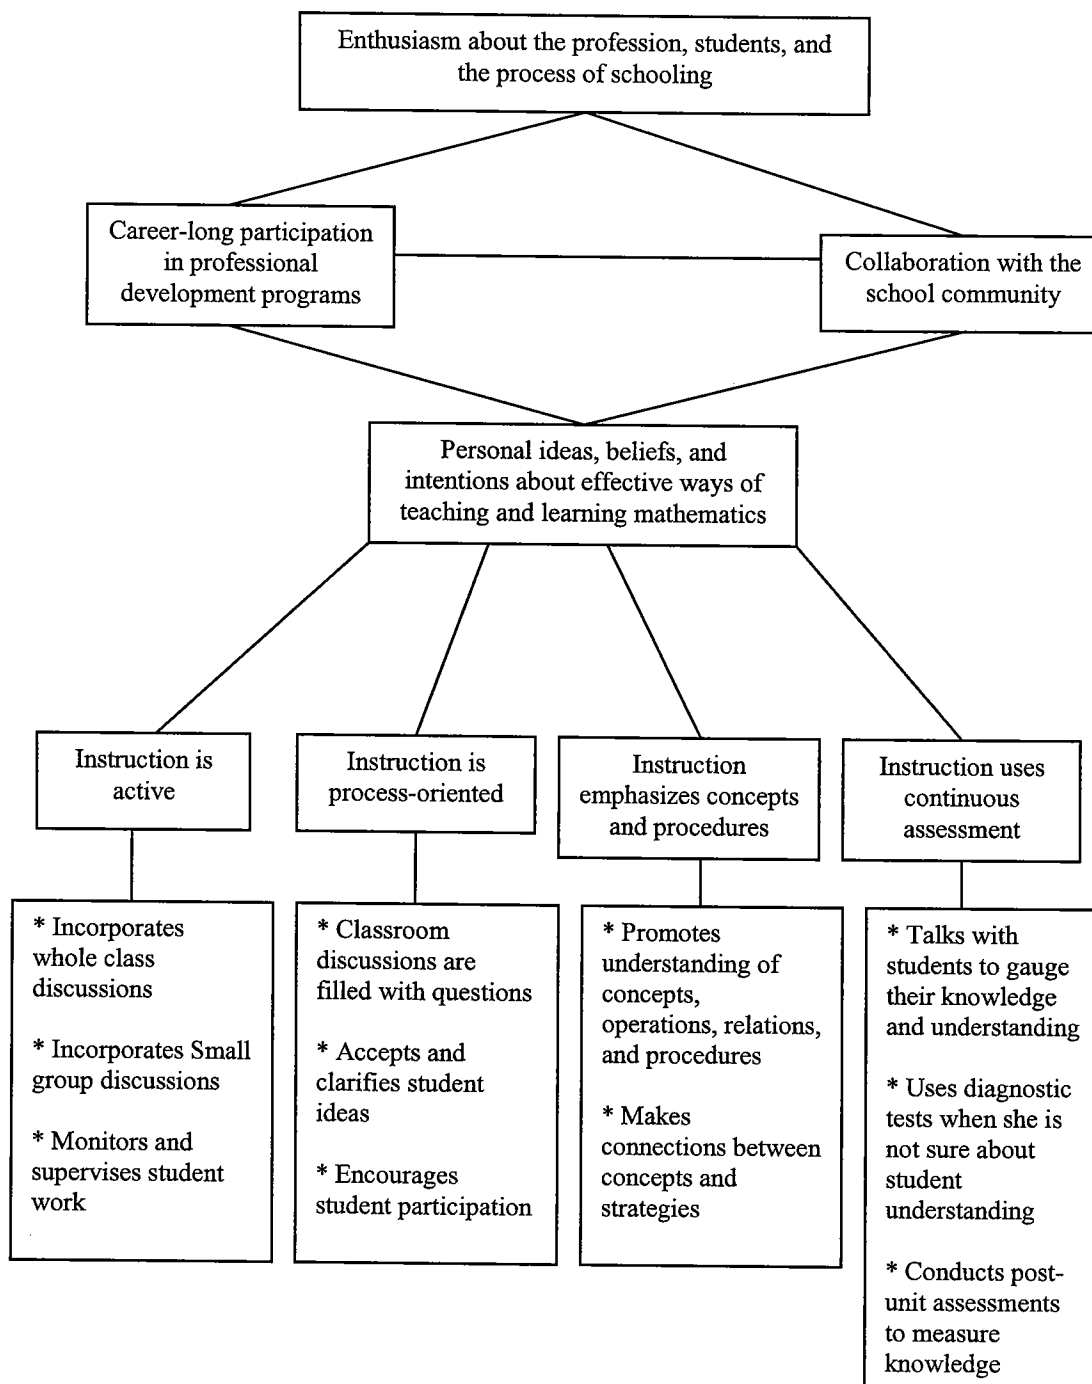 Enthusiasm about the profession, students, and
the process of schooling
Career-long participation
in professional
development programs
Collaboration with the
school community
Personal ideas, beliefs, and
intentions about effective ways of
teaching and learning mathematics
Instruction is
active
Instruction is
process-oriented
Instruction
emphasizes concepts
and procedures
Instruction uses
continuous
assessment
* Incorporates
whole class
discussions
* Incorporates Small
group discussions
* Monitors and
supervises student
work
* Classroom
discussions are
filled with questions
* Accepts and
clarifies student
ideas
* Encourages
student participation
* Promotes
understanding of
concepts,
operations, relations,
and procedures
* Makes
connections between
concepts and
strategies
* Talks with
students to gauge
their knowledge
and understanding
* Uses diagnostic
tests when she is
not sure about
student
understanding
* Conducts post-
unit assessments
to measure
knowledge